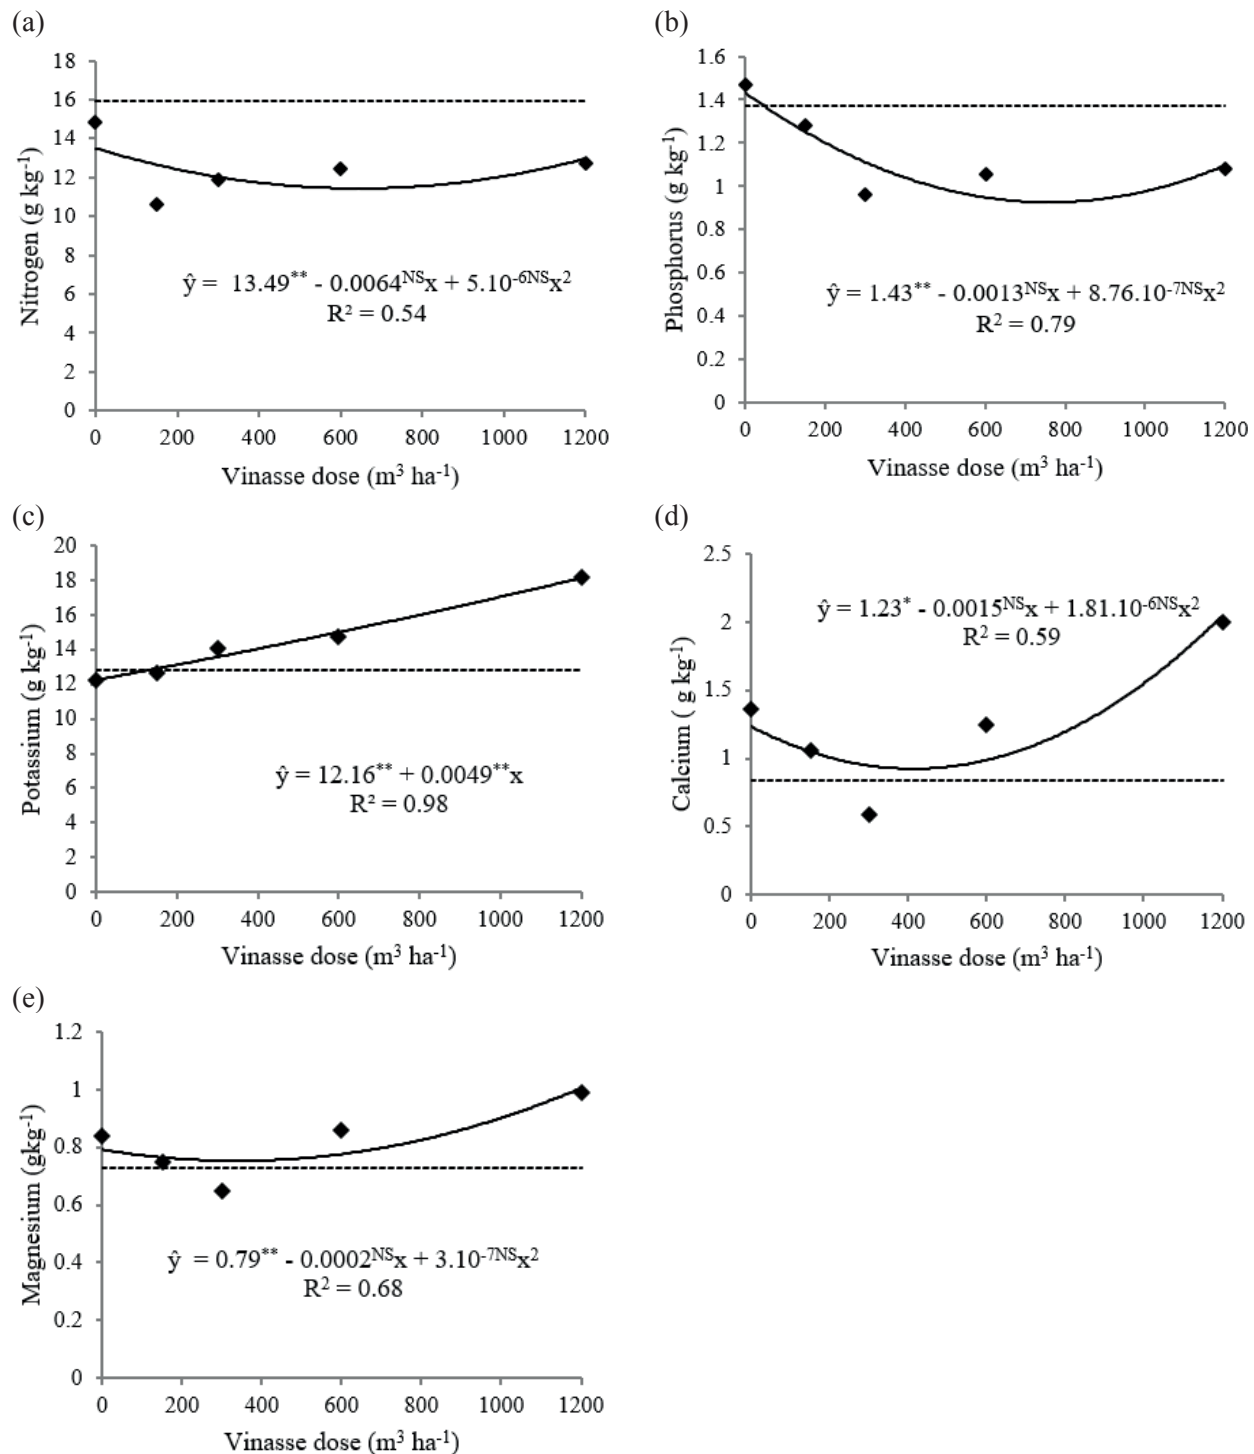 (a)
18
16
14
12
10
8
6
4
2
0
Nitrogen (g kg⁻¹)
ŷ = 13.49** - 0.0064ᴺˢx + 5.10⁻⁶ᴺˢx²
R² = 0.54
0 200 400 600 800 1000 1200
Vinasse dose (m³ ha⁻¹)
(b)
1.6
1.4
1.2
1
0.8
0.6
0.4
0.2
0
Phosphorus (g kg⁻¹)
ŷ = 1.43** - 0.0013ᴺˢx + 8.76.10⁻⁷ᴺˢx²
R² = 0.79
0 200 400 600 800 1000 1200
Vinasse dose (m³ ha⁻¹)
(c)
20
18
16
14
12
10
8
6
4
2
0
Potassium (g kg⁻¹)
ŷ = 12.16** + 0.0049**x
R² = 0.98
0 200 400 600 800 1000 1200
Vinasse dose (m³ ha⁻¹)
(d)
2.5
2
1.5
1
0.5
0
Calcium ( g kg⁻¹)
ŷ = 1.23* - 0.0015ᴺˢx + 1.81.10⁻⁶ᴺˢx²
R² = 0.59
0 200 400 600 800 1000 1200
Vinasse dose (m³ ha⁻¹)
(e)
1.2
1
0.8
0.6
0.4
0.2
0
Magnesium (gkg⁻¹)
ŷ = 0.79** - 0.0002ᴺˢx + 3.10⁻⁷ᴺˢx²
R² = 0.68
0 200 400 600 800 1000 1200
Vinasse dose (m³ ha⁻¹)